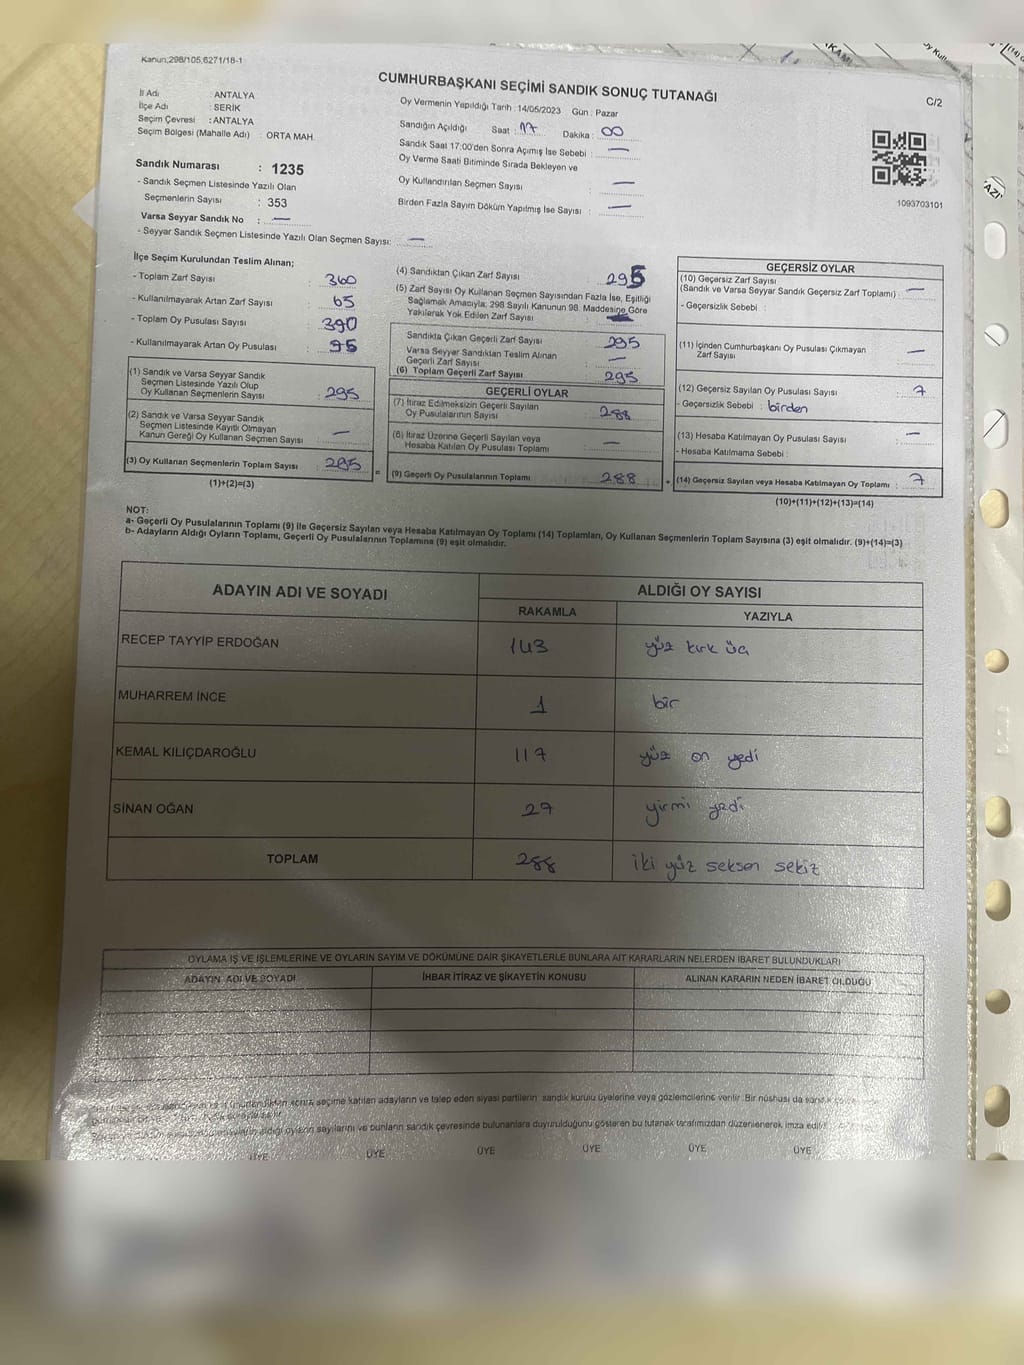 Kanun;298/105,6271/18-1
CUMHURBAŞKANI SEÇİMİ SANDIK SONUÇ TUTANAĞI
C/2
İl Adı ANTALYA
İlçe Adı : SERİK
Seçim Çevresi : ANTALYA
Seçim Bölgesi (Mahalle Adı) : ORTA MAH.
Sandık Numarası : 1235
- Sandık Seçmen Listesinde Yazılı Olan
Seçmenlerin Sayısı : 353
Varsa Seyyar Sandık No : —
- Seyyar Sandık Seçmen Listesinde Yazılı Olan Seçmen Sayısı: —
Oy Vermenin Yapıldığı Tarih : 14/05/2023 Gün : Pazar
Sandığın Açıldığı Saat : 17 Dakika : 00
Sandık Saat 17:00'den Sonra Açımış İse Sebebi : —
Oy Verme Saati Bitiminde Sırada Bekleyen ve
Oy Kullandırılan Seçmen Sayısı : —
Birden Fazla Sayım Döküm Yapılmış İse Sayısı : —
1093703101
İlçe Seçim Kurulundan Teslim Alınan;
- Toplam Zarf Sayısı : 360
- Kullanılmayarak Artan Zarf Sayısı : 65
- Toplam Oy Pusulası Sayısı : 390
- Kullanılmayarak Artan Oy Pusulası : 95
(1) Sandık ve Varsa Seyyar Sandık
Seçmen Listesinde Yazılı Olup
Oy Kullanan Seçmenlerin Sayısı : 295
(2) Sandık ve Varsa Seyyar Sandık
Seçmen Listesinde Kayıtlı Olmayan
Kanun Gereği Oy Kullanan Seçmen Sayısı : —
(3) Oy Kullanan Seçmenlerin Toplam Sayısı : 295
(1)+(2)=(3)
(4) Sandıktan Çıkan Zarf Sayısı 295
(5) Zarf Sayısı Oy Kullanan Seçmen Sayısından Fazla İse, Eşitliği
Sağlamak Amacıyla; 298 Sayılı Kanunun 98. Maddesine Göre
Yakılarak Yok Edilen Zarf Sayısı —
Sandıkta Çıkan Geçerli Zarf Sayısı 295
Varsa Seyyar Sandıktan Teslim Alınan
Geçerli Zarf Sayısı —
(6) Toplam Geçerli Zarf Sayısı 295
GEÇERLİ OYLAR
(7) İtiraz Edilmeksizin Geçerli Sayılan
Oy Pusulalarının Sayısı 288
(8) İtiraz Üzerine Geçerli Sayılan veya
Hesaba Katılan Oy Pusulası Toplamı —
= (9) Geçerli Oy Pusulalarının Toplamı 288
GEÇERSİZ OYLAR
(10) Geçersiz Zarf Sayısı
(Sandık ve Varsa Seyyar Sandık Geçersiz Zarf Toplamı) : —
- Geçersizlik Sebebi :
(11) İçinden Cumhurbaşkanı Oy Pusulası Çıkmayan
Zarf Sayısı —
(12) Geçersiz Sayılan Oy Pusulası Sayısı : 7
- Geçersizlik Sebebi : birden
(13) Hesaba Katılmayan Oy Pusulası Sayısı : —
- Hesaba Katılmama Sebebi :
+ (14) Geçersiz Sayılan veya Hesaba Katılmayan Oy Toplamı : 7
(10)+(11)+(12)+(13)=(14)
NOT:
a- Geçerli Oy Pusulalarının Toplamı (9) ile Geçersiz Sayılan veya Hesaba Katılmayan Oy Toplamı (14) Toplamları, Oy Kullanan Seçmenlerin Toplam Sayısına (3) eşit olmalıdır. (9)+(14)=(3)
b- Adayların Aldığı Oyların Toplamı, Geçerli Oy Pusulalarının Toplamına (9) eşit olmalıdır.
ADAYIN ADI VE SOYADI ALDIĞI OY SAYISI
RAKAMLA YAZIYLA
RECEP TAYYİP ERDOĞAN 143 yüz kırk üç
MUHARREM İNCE 1 bir
KEMAL KILIÇDAROĞLU 117 yüz on yedi
SİNAN OĞAN 27 yirmi yedi
TOPLAM 288 iki yüz seksen sekiz
OYLAMA İŞ VE İŞLEMLERİNE VE OYLARIN SAYIM VE DÖKÜMÜNE DAİR ŞİKAYETLERLE BUNLARA AİT KARARLARIN NELERDEN İBARET BULUNDUKLARI
ADAYIN ADI VE SOYADI İHBAR İTİRAZ VE ŞİKAYETİN KONUSU ALINAN KARARIN NEDEN İBARET OLDUĞU
sonra seçime katılan adayların ve talep eden siyasi partilerin sandık kurulu üyelerine veya gözlemcilerine verilir. Bir nüshası da sandık
aldığı oyların sayılarını ve bunların sandık çevresinde bulunanlara duyurulduğunu gösteren bu tutanak tarafımızdan düzenlenerek imza edildi.
ÜYE ÜYE ÜYE ÜYE ÜYE ÜYE